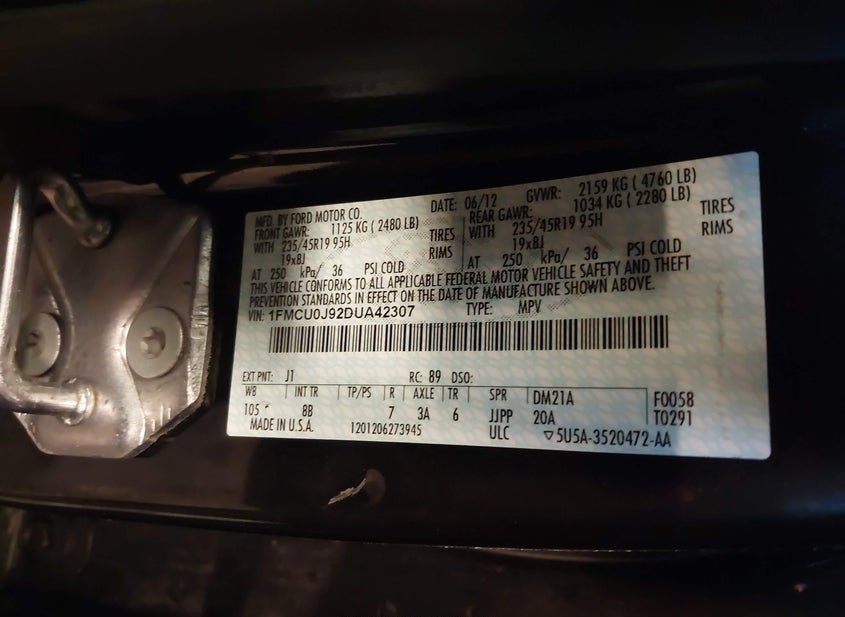 MFD. BY FORD MOTOR CO. DATE: 06/12 GVWR: 2159 KG ( 4760 LB)
FRONT GAWR: 1125 KG ( 2480 LB) REAR GAWR: 1034 KG ( 2280 LB)
WITH 235/45R19 95H TIRES WITH 235/45R19 95H TIRES
19x8J RIMS 19x8J RIMS
AT 250 kPa/ 36 PSI COLD AT 250 kPa/ 36 PSI COLD
THIS VEHICLE CONFORMS TO ALL APPLICABLE FEDERAL MOTOR VEHICLE SAFETY AND THEFT
PREVENTION STANDARDS IN EFFECT ON THE DATE OF MANUFACTURE SHOWN ABOVE.
VIN: 1FMCU0J92DUA42307 TYPE: MPV
EXT PNT: J1 RC: 89 DSO:
WB INT TR TP/PS R AXLE TR SPR DM21A F0058
105 " 8B 7 3A 6 JJPP 20A T0291
MADE IN U.S.A. 1201206273945 ULC ▽5U5A-3520472-AA